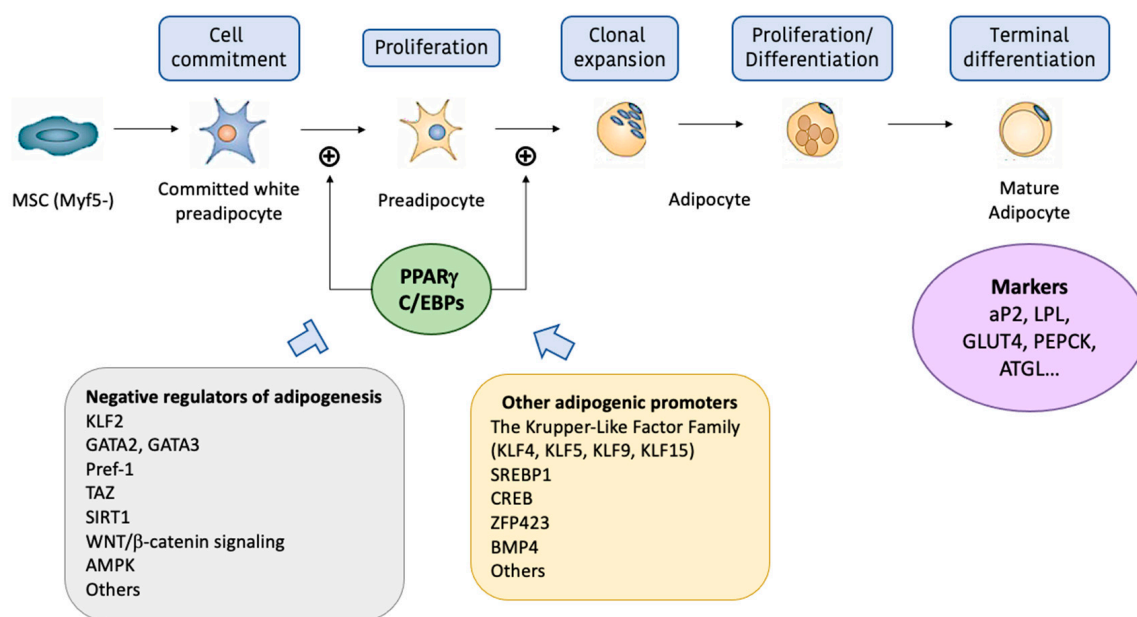 Cell
commitment
Proliferation
Clonal
expansion
Proliferation/
Differentiation
Terminal
differentiation
MSC (Myf5-)
Committed white
preadipocyte
Preadipocyte
Adipocyte
Mature
Adipocyte
PPARγ
C/EBPs
Markers
aP2, LPL,
GLUT4, PEPCK,
ATGL...
Negative regulators of adipogenesis
KLF2
GATA2, GATA3
Pref-1
TAZ
SIRT1
WNT/β-catenin signaling
AMPK
Others
Other adipogenic promoters
The Krupper-Like Factor Family
(KLF4, KLF5, KLF9, KLF15)
SREBP1
CREB
ZFP423
BMP4
Others